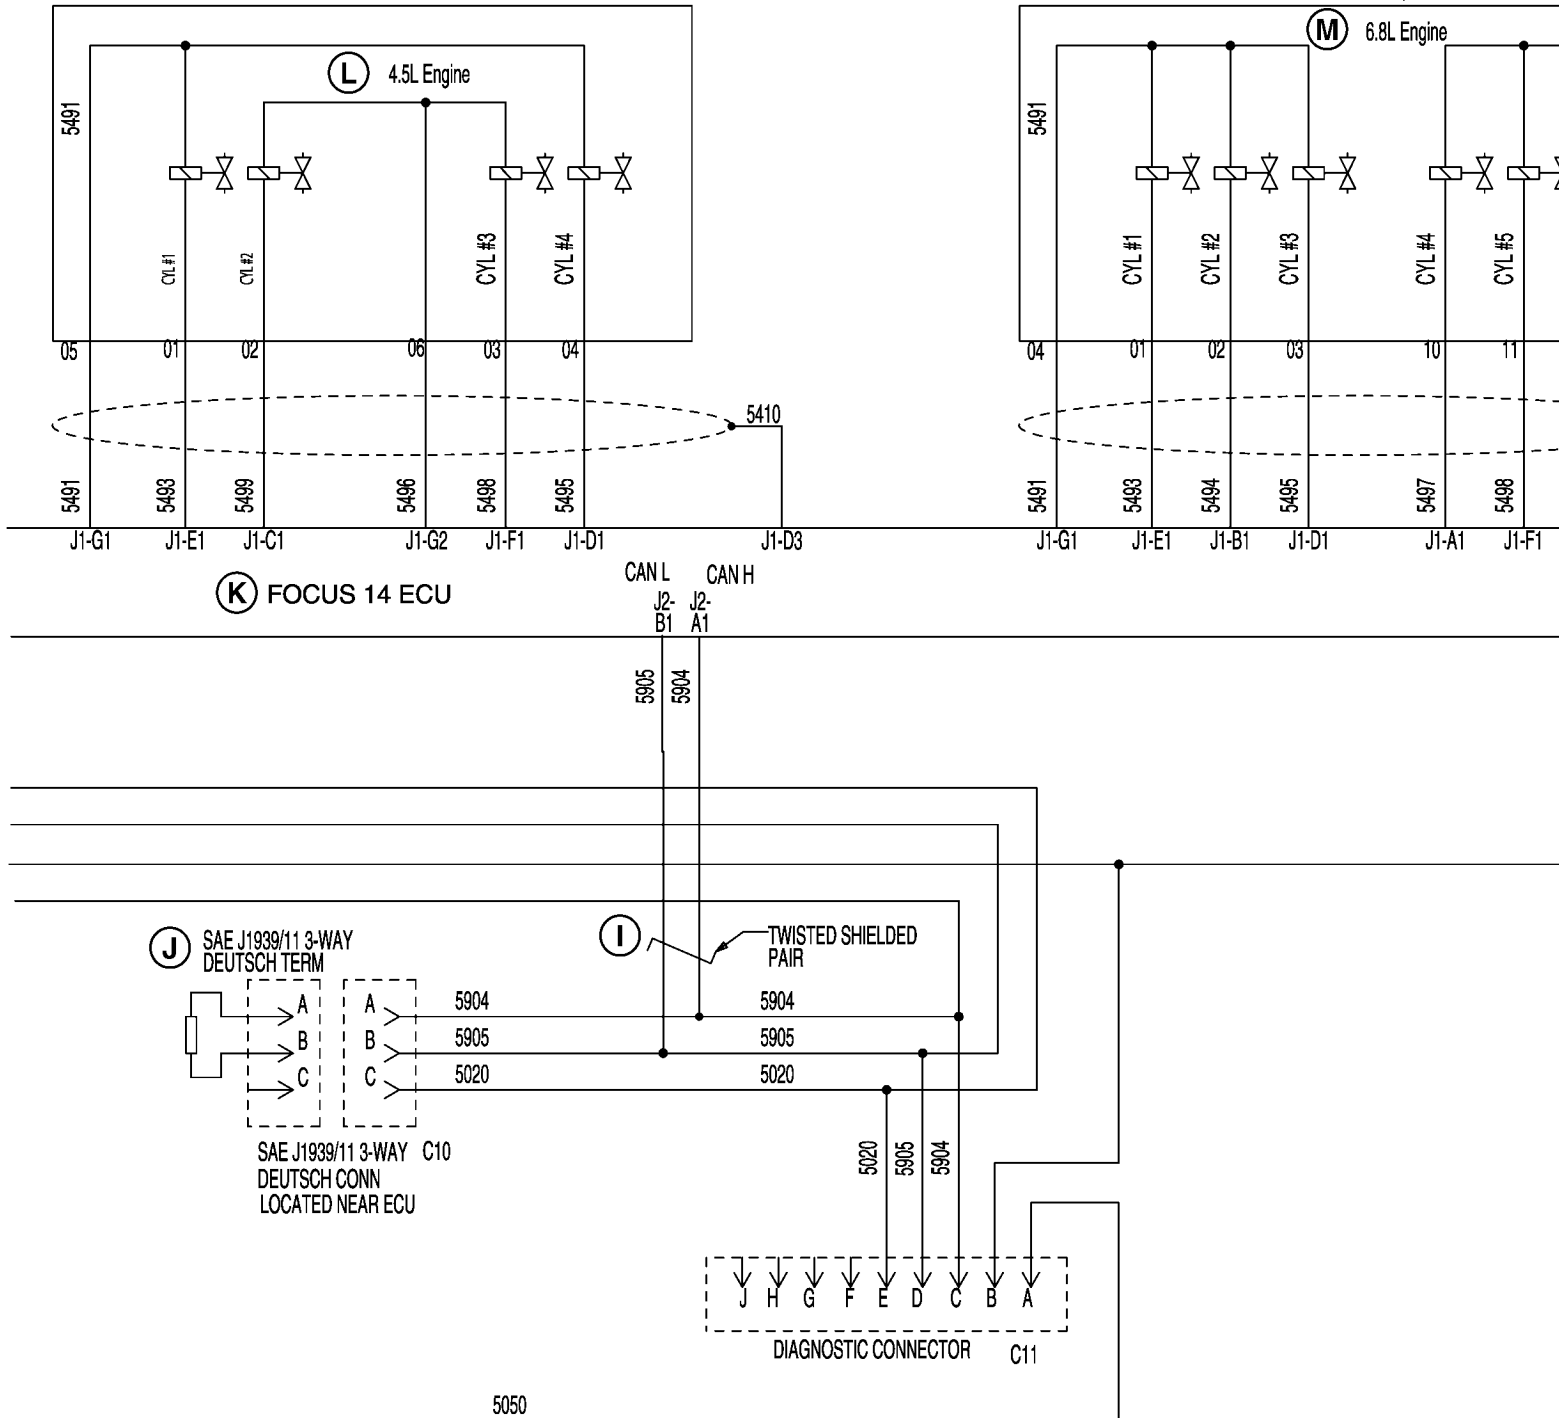 L 4.5L Engine
M 6.8L Engine
5491
5491
CYL #1
CYL #2
CYL #3
CYL #4
CYL #1
CYL #2
CYL #3
CYL #4
CYL #5
05 01 02 06 03 04
04 01 02 03 10 11
5410
5491 5493 5499 5496 5498 5495
5491 5493 5494 5495 5497 5498
J1-G1 J1-E1 J1-C1 J1-G2 J1-F1 J1-D1 J1-D3
J1-G1 J1-E1 J1-B1 J1-D1 J1-A1 J1-F1
K FOCUS 14 ECU
CAN L CAN H
J2- J2-
B1 A1
5905 5904
J SAE J1939/11 3-WAY
DEUTSCH TERM
I TWISTED SHIELDED
PAIR
A A 5904 5904
B B 5905 5905
C C 5020 5020
SAE J1939/11 3-WAY C10
DEUTSCH CONN
LOCATED NEAR ECU
5020 5905 5904
J H G F E D C B A
DIAGNOSTIC CONNECTOR C11
5050